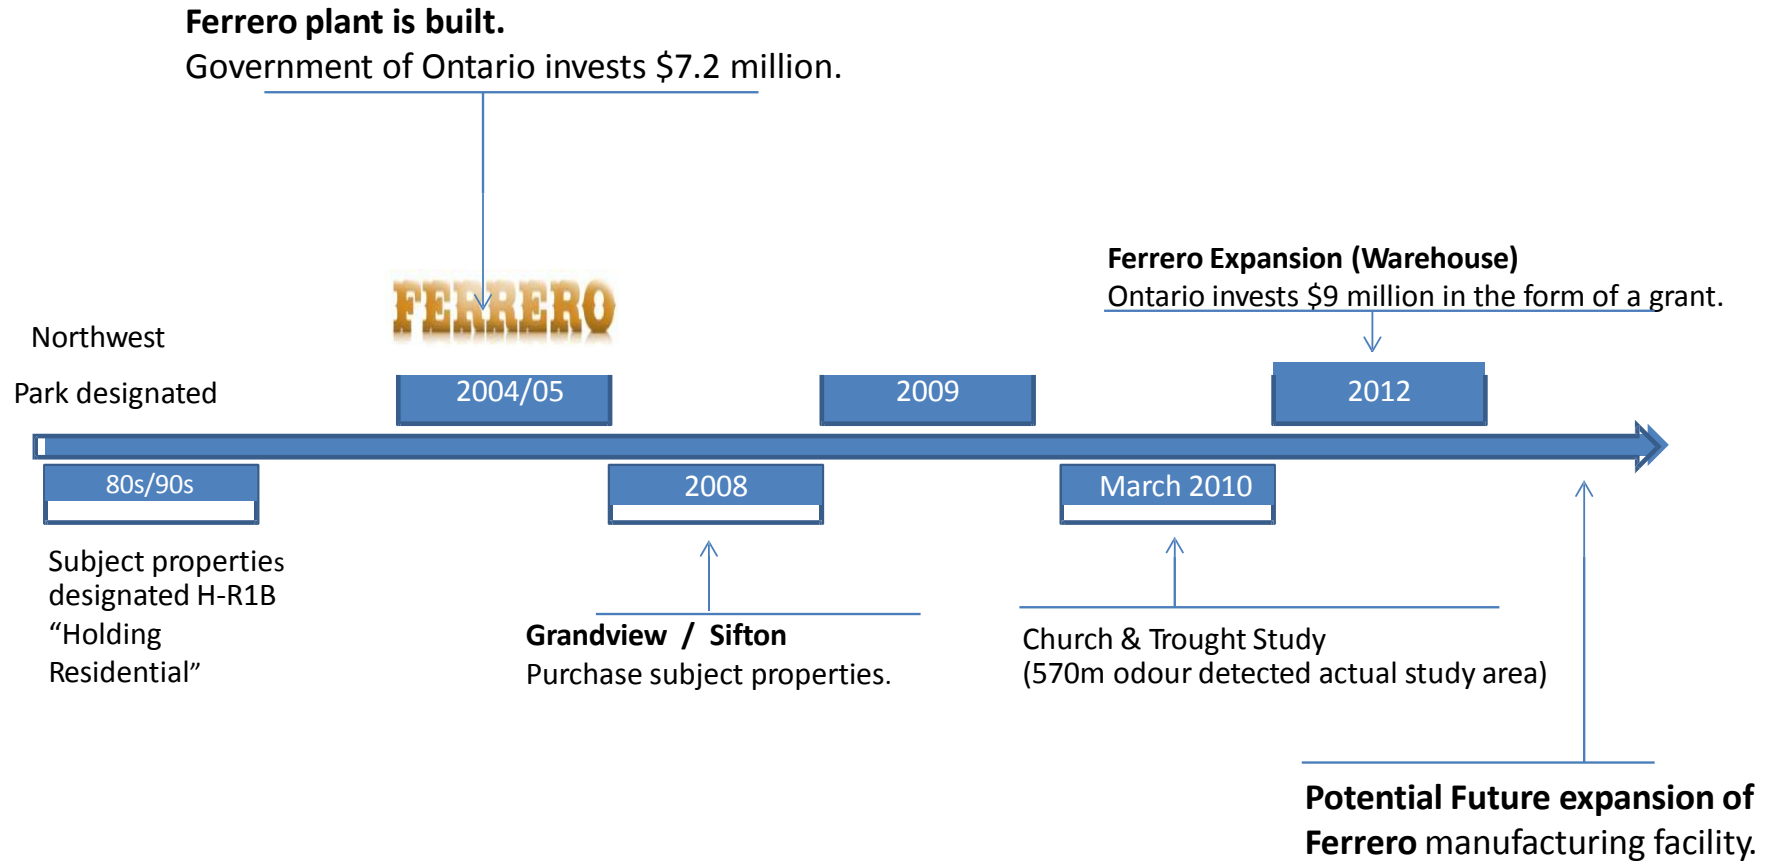 Ferrero plant is built.
Government of Ontario invests $7.2 million.
Ferrero Expansion (Warehouse)
Ontario invests $9 million in the form of a grant.
FERRERO
Northwest
Park designated
2004/05
2009
2012
80s/90s
2008
March 2010
Subject properties
designated H-R1B
“Holding
Residential”
Grandview / Sifton
Purchase subject properties.
Church & Trought Study
(570m odour detected actual study area)
Potential Future expansion of
Ferrero manufacturing facility.